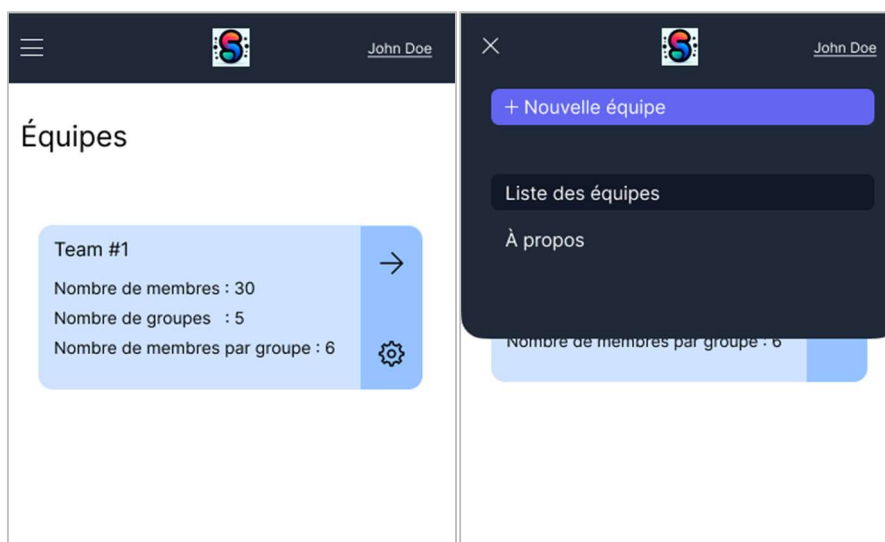 John Doe
Équipes
Team #1
Nombre de membres : 30
Nombre de groupes : 5
Nombre de membres par groupe : 6
S
John Doe
+ Nouvelle équipe
Liste des équipes
À propos
Nombre de membres par groupe : 6